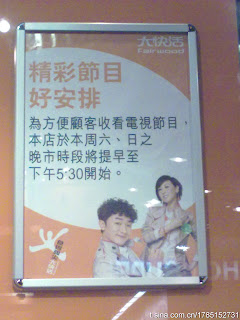 大快活
Fairwood
精彩節目
好安排
為方便顧客收看電視節目，
本店於本周六、日之
晚市時段將提早至
下午5:30開始。
t.sina.com.cn/1785152731